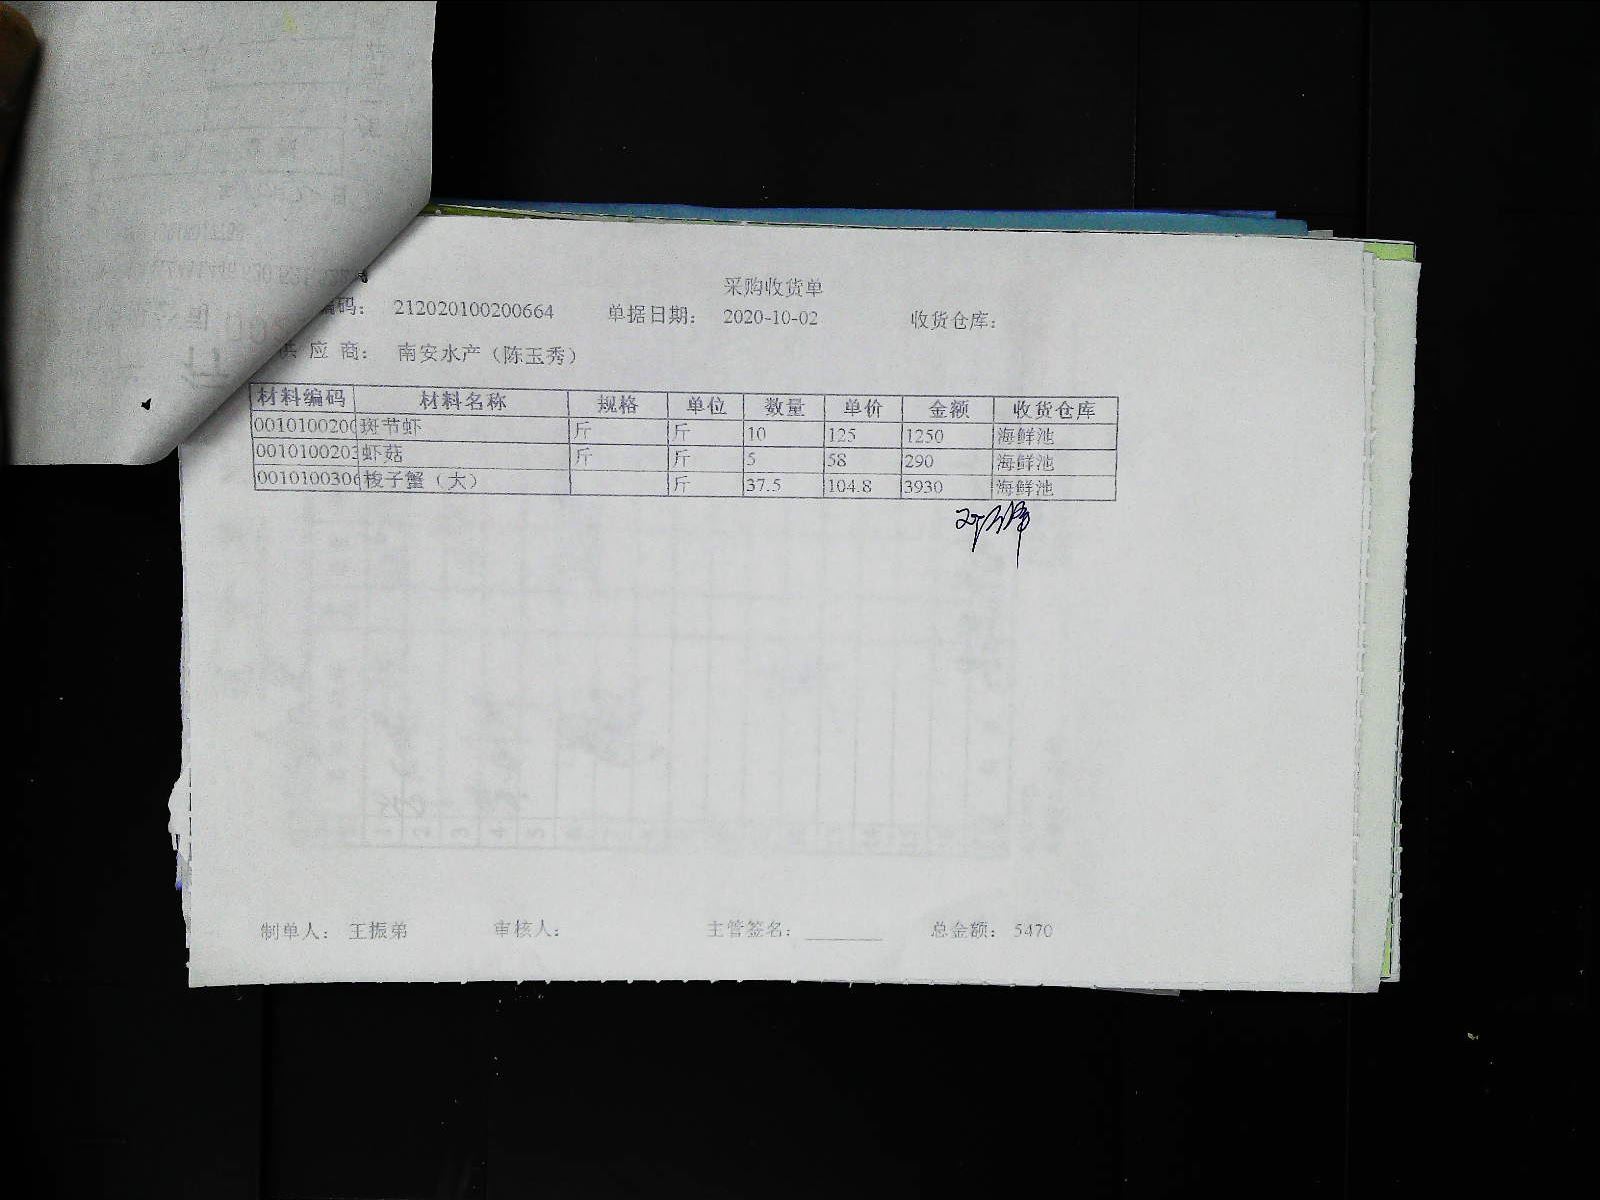 采购收货单
编码： 212020100200664 单据日期： 2020-10-02 收货仓库：
供 应 商： 南安水产（陈玉秀）
材料编码 材料名称 规格 单位 数量 单价 金额 收货仓库
0010100200 斑节虾 斤 斤 10 125 1250 海鲜池
0010100203 虾菇 斤 斤 5 58 290 海鲜池
001010030 梭子蟹（大） 斤 37.5 104.8 3930 海鲜池
制单人： 王振弟 审核人： 主管签名： 总金额： 5470